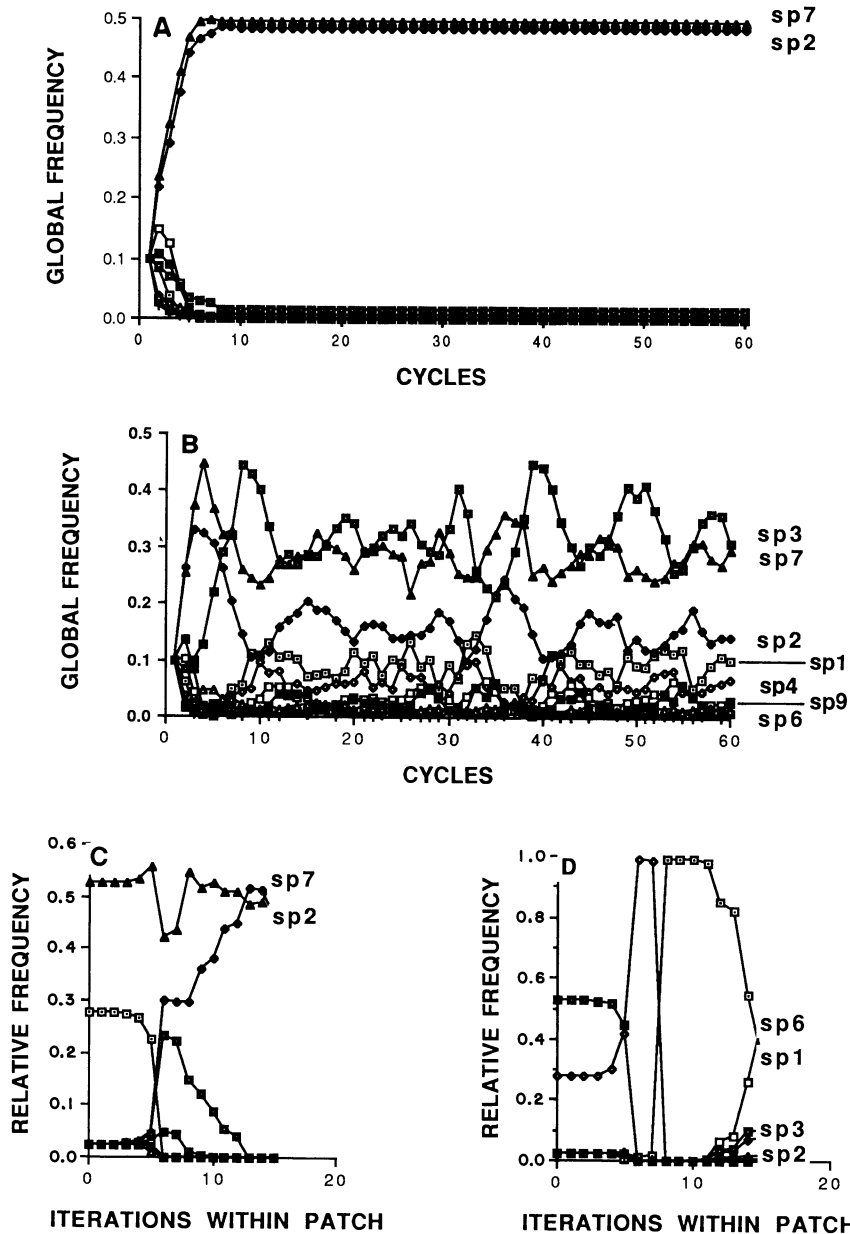 A
sp7
sp2
0.5
0.4
0.3
0.2
0.1
0.0
GLOBAL FREQUENCY
0 10 20 30 40 50 60
CYCLES
B
0.5
0.4
0.3
0.2
0.1
0.0
GLOBAL FREQUENCY
sp3
sp7
sp2
sp1
sp4
sp9
sp6
0 10 20 30 40 50 60
CYCLES
C
0.6
0.5
0.4
0.3
0.2
0.1
0.0
RELATIVE FREQUENCY
sp7
sp2
0 10 20
ITERATIONS WITHIN PATCH
D
1.0
0.8
0.6
0.4
0.2
0.0
RELATIVE FREQUENCY
sp6
sp1
sp3
sp2
0 10 20
ITERATIONS WITHIN PATCH